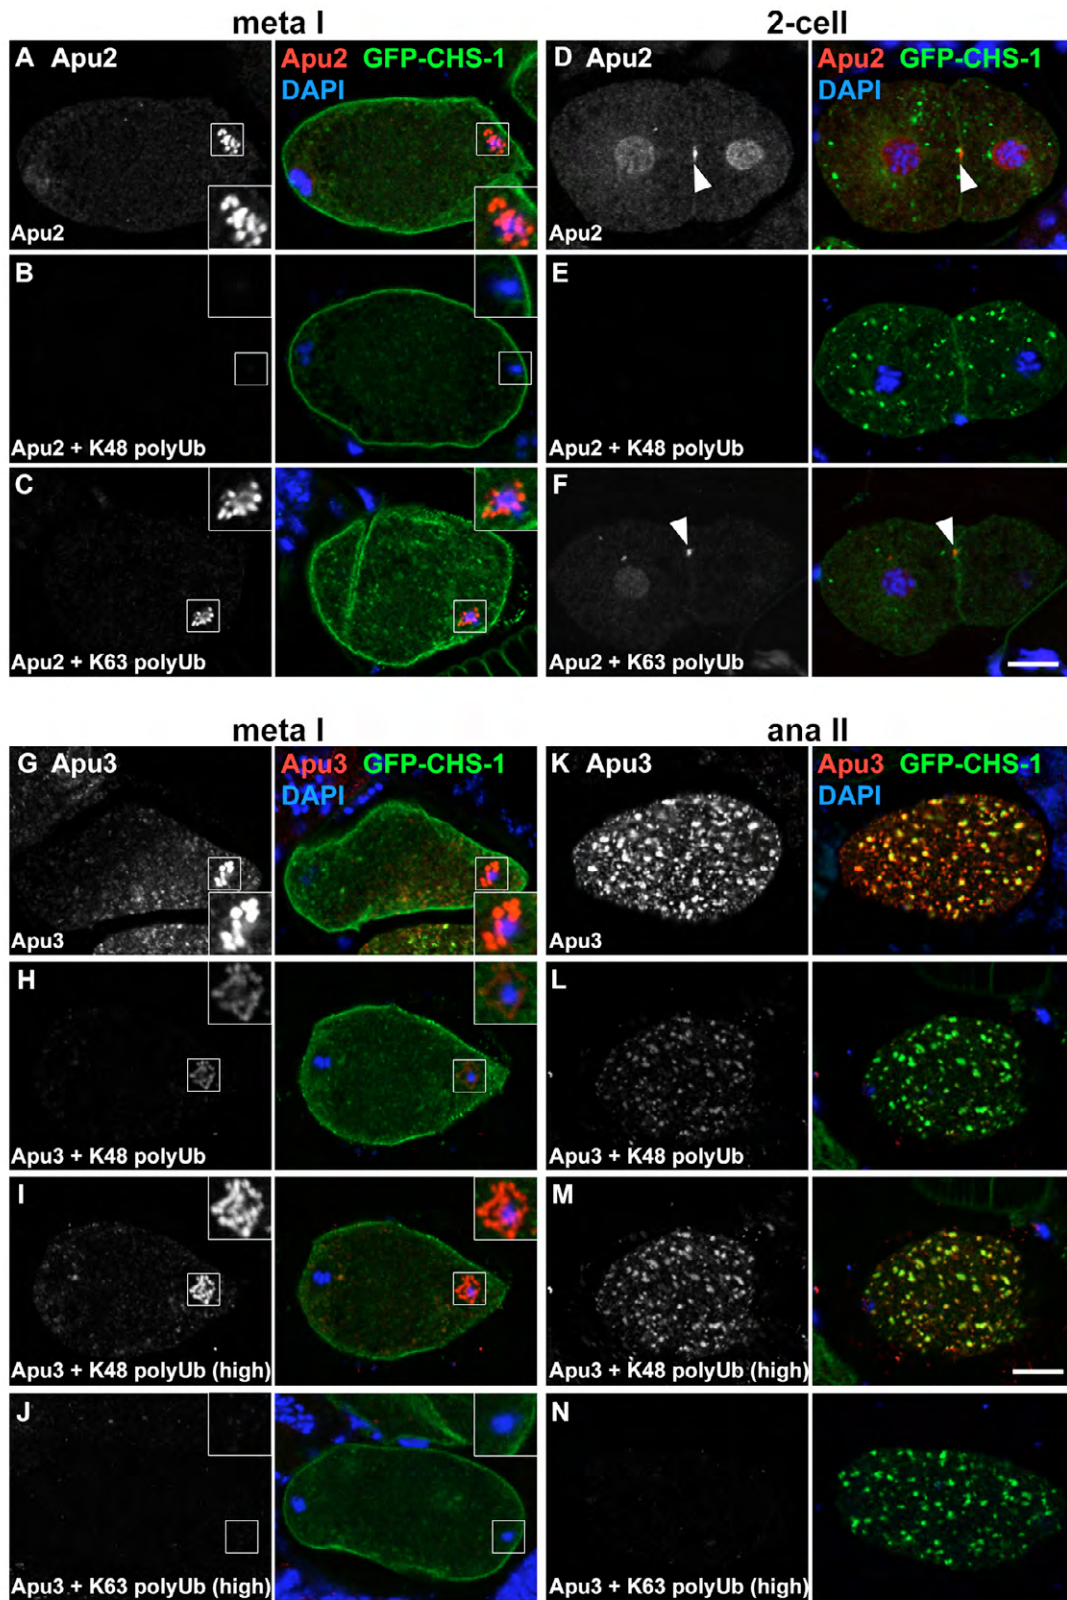 meta I 2-cell
A Apu2 Apu2 GFP-CHS-1 D Apu2 Apu2 GFP-CHS-1
DAPI DAPI
Apu2 Apu2
B E
Apu2 + K48 polyUb Apu2 + K48 polyUb
C F
Apu2 + K63 polyUb Apu2 + K63 polyUb
meta I ana II
G Apu3 Apu3 GFP-CHS-1 K Apu3 Apu3 GFP-CHS-1
DAPI DAPI
Apu3 Apu3
H L
Apu3 + K48 polyUb Apu3 + K48 polyUb
I M
Apu3 + K48 polyUb (high) Apu3 + K48 polyUb (high)
J N
Apu3 + K63 polyUb (high) Apu3 + K63 polyUb (high)